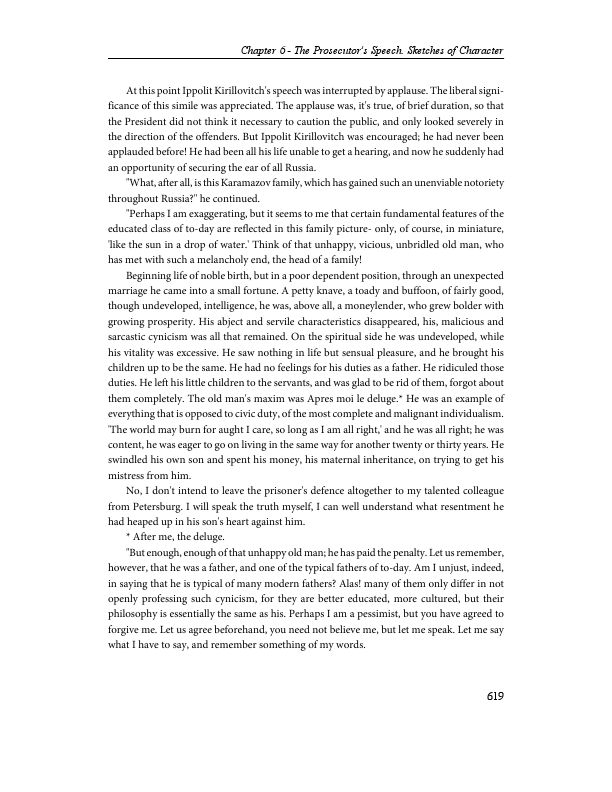 Chapter 6 - The Prosecutor's Speech. Sketches of Character
At this point Ippolit Kirillovitch's speech was interrupted by applause. The liberal signi-
ficance of this simile was appreciated. The applause was, it's true, of brief duration, so that
the President did not think it necessary to caution the public, and only looked severely in
the direction of the offenders. But Ippolit Kirillovitch was encouraged; he had never been
applauded before! He had been all his life unable to get a hearing, and now he suddenly had
an opportunity of securing the ear of all Russia.
"What, after all, is this Karamazov family, which has gained such an unenviable notoriety
throughout Russia?" he continued.
"Perhaps I am exaggerating, but it seems to me that certain fundamental features of the
educated class of to-day are reflected in this family picture- only, of course, in miniature,
'like the sun in a drop of water.' Think of that unhappy, vicious, unbridled old man, who
has met with such a melancholy end, the head of a family!
Beginning life of noble birth, but in a poor dependent position, through an unexpected
marriage he came into a small fortune. A petty knave, a toady and buffoon, of fairly good,
though undeveloped, intelligence, he was, above all, a moneylender, who grew bolder with
growing prosperity. His abject and servile characteristics disappeared, his, malicious and
sarcastic cynicism was all that remained. On the spiritual side he was undeveloped, while
his vitality was excessive. He saw nothing in life but sensual pleasure, and he brought his
children up to be the same. He had no feelings for his duties as a father. He ridiculed those
duties. He left his little children to the servants, and was glad to be rid of them, forgot about
them completely. The old man's maxim was Apres moi le deluge.* He was an example of
everything that is opposed to civic duty, of the most complete and malignant individualism.
'The world may burn for aught I care, so long as I am all right,' and he was all right; he was
content, he was eager to go on living in the same way for another twenty or thirty years. He
swindled his own son and spent his money, his maternal inheritance, on trying to get his
mistress from him.
No, I don't intend to leave the prisoner's defence altogether to my talented colleague
from Petersburg. I will speak the truth myself, I can well understand what resentment he
had heaped up in his son's heart against him.
* After me, the deluge.
"But enough, enough of that unhappy old man; he has paid the penalty. Let us remember,
however, that he was a father, and one of the typical fathers of to-day. Am I unjust, indeed,
in saying that he is typical of many modern fathers? Alas! many of them only differ in not
openly professing such cynicism, for they are better educated, more cultured, but their
philosophy is essentially the same as his. Perhaps I am a pessimist, but you have agreed to
forgive me. Let us agree beforehand, you need not believe me, but let me speak. Let me say
what I have to say, and remember something of my words.
619